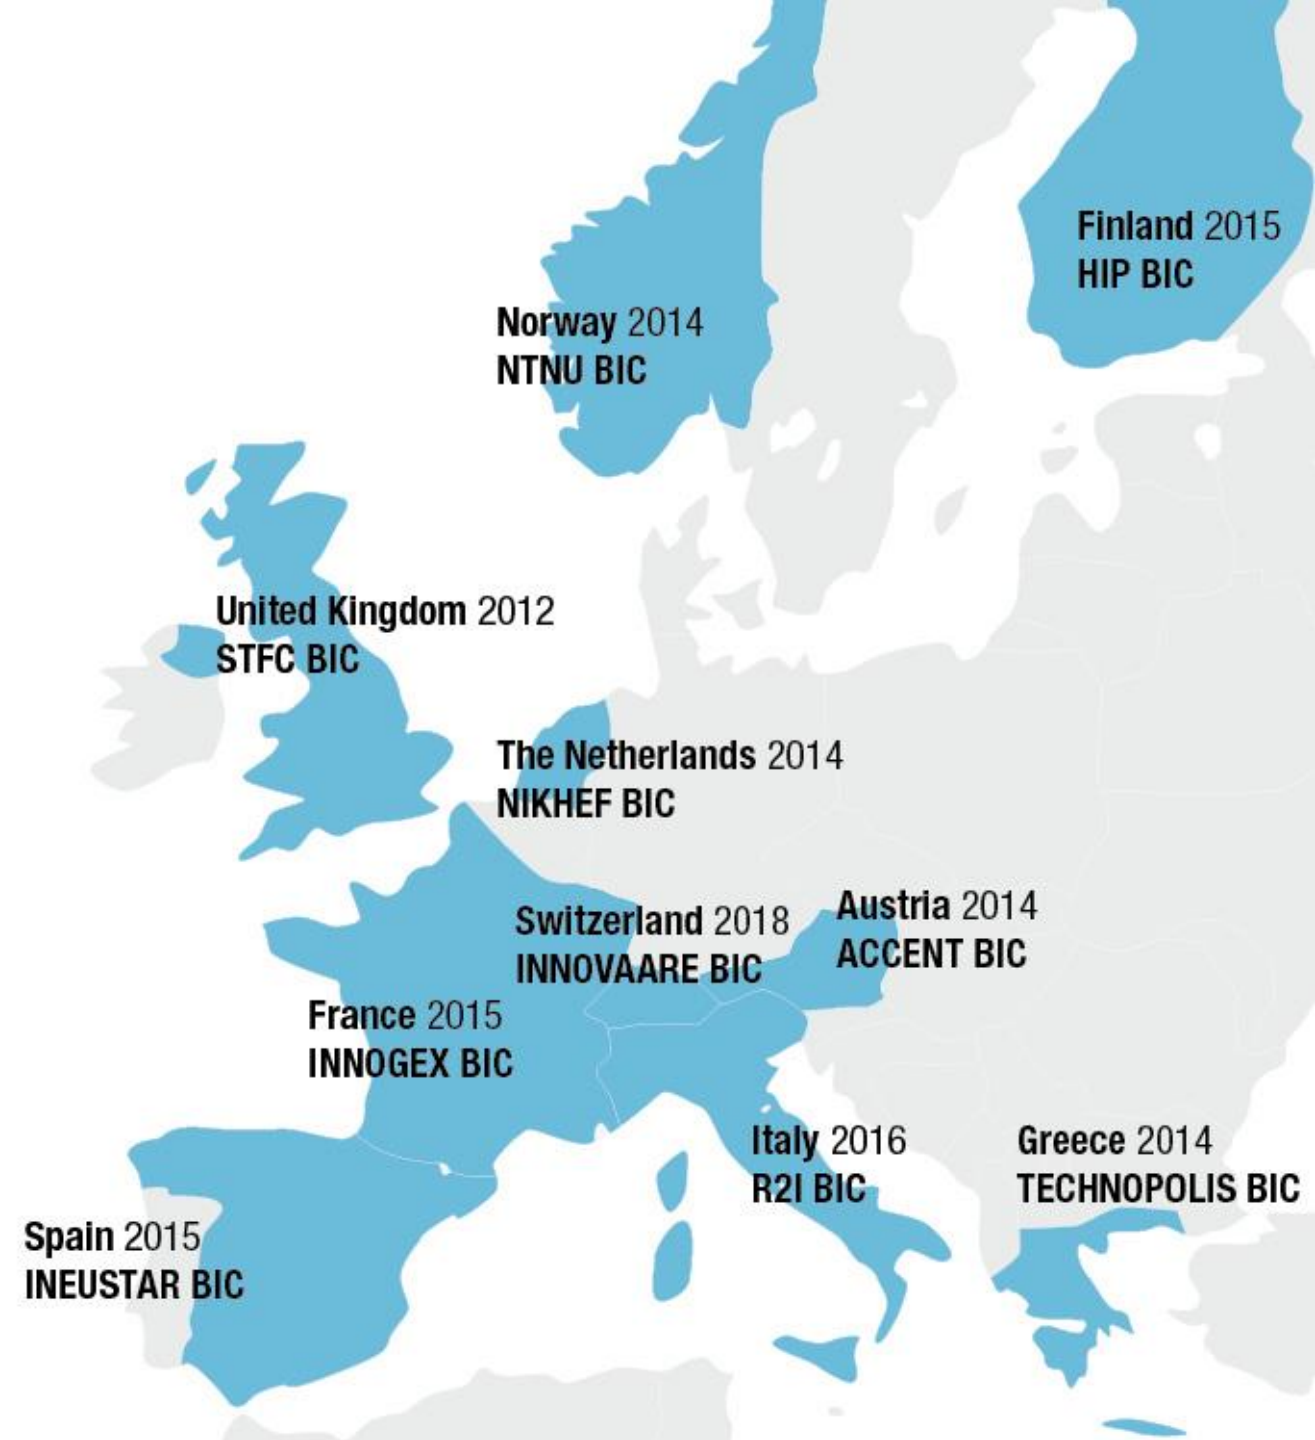 Finland 2015
HIP BIC
Norway 2014
NTNU BIC
United Kingdom 2012
STFC BIC
The Netherlands 2014
NIKHEF BIC
Austria 2014
ACCENT BIC
Switzerland 2018
INNOVAARE BIC
France 2015
INNOGEX BIC
Italy 2016
R2I BIC
Greece 2014
TECHNOPOLIS BIC
Spain 2015
INEUSTAR BIC